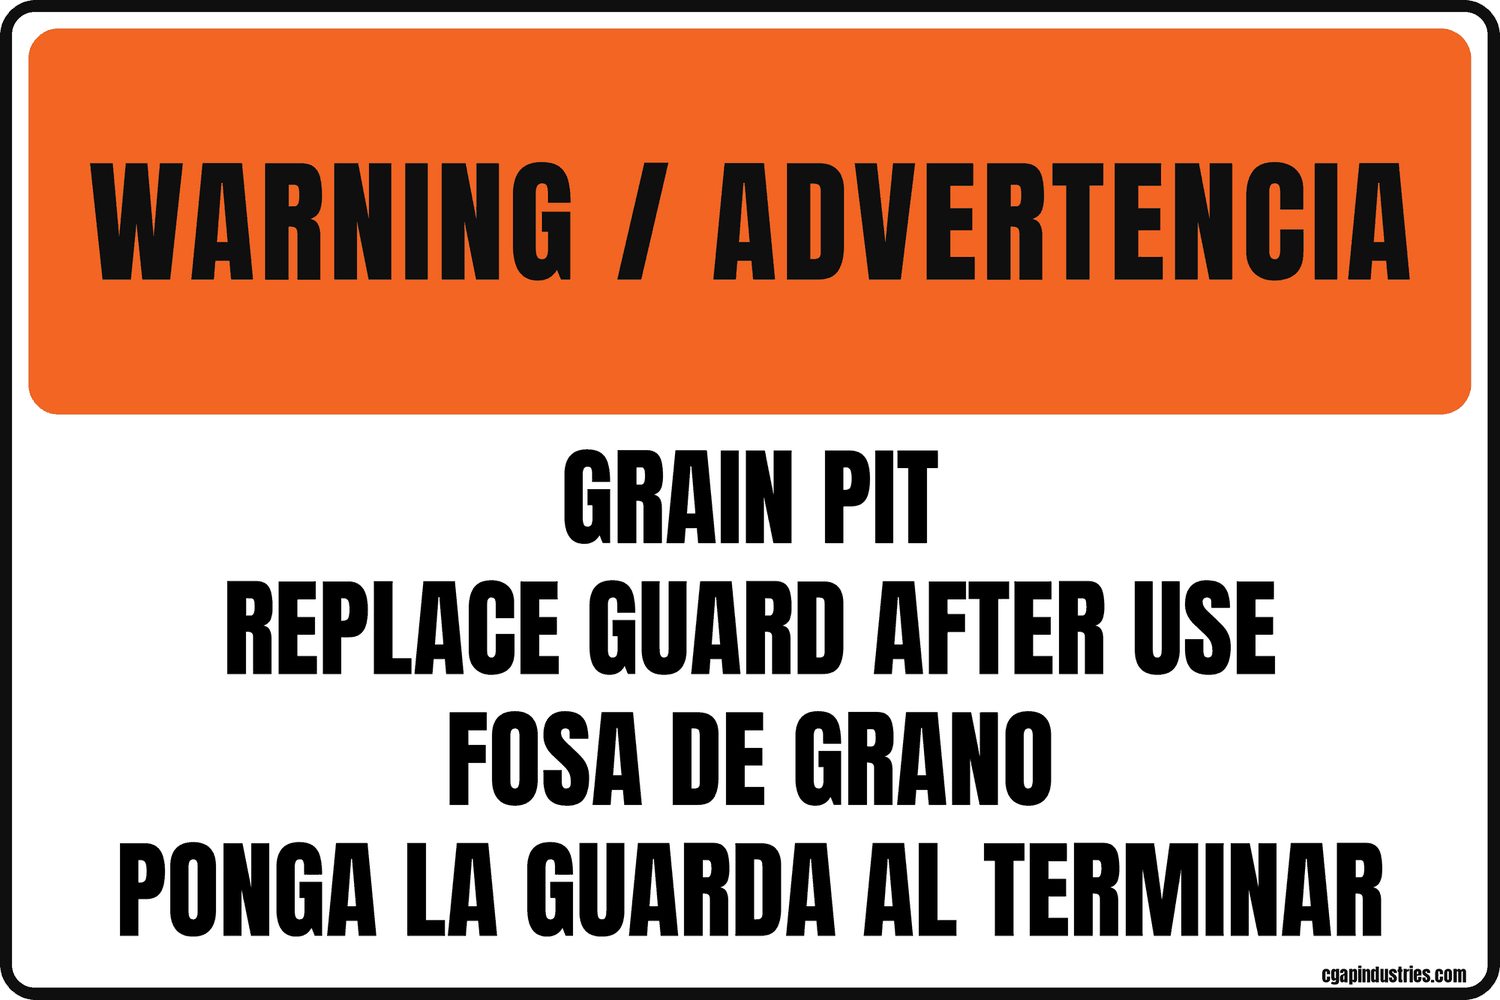 WARNING / ADVERTENCIA
GRAIN PIT
REPLACE GUARD AFTER USE
FOSA DE GRANO
PONGA LA GUARDA AL TERMINAR
cgapindustries.com